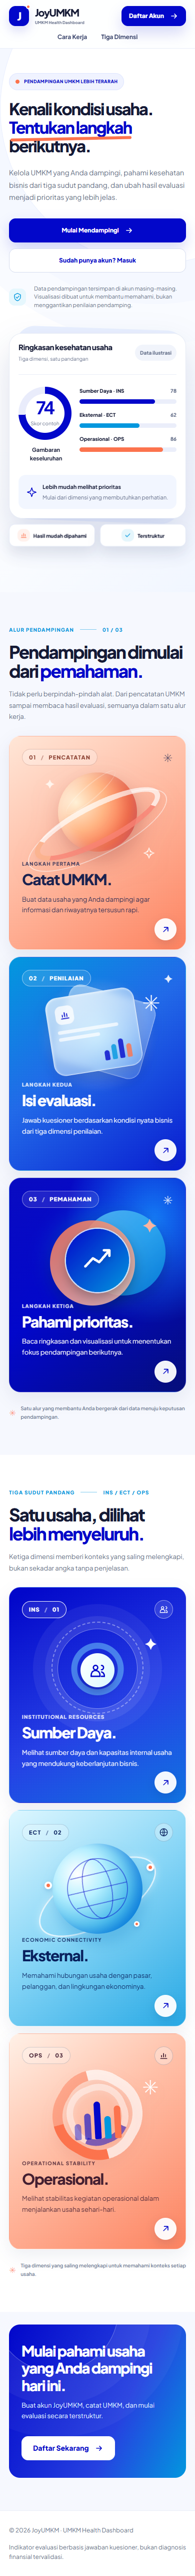 JoyUMKM
UMKM Health Dashboard
Daftar Akun
Cara Kerja
Tiga Dimensi
PENDAMPINGAN UMKM LEBIH TERARAH
Kenali kondisi usaha.
Tentukan langkah
berikutnya.
Kelola UMKM yang Anda dampingi, pahami kesehatan
bisnis dari tiga sudut pandang, dan ubah hasil evaluasi
menjadi prioritas yang lebih jelas.
Mulai Mendampingi
Sudah punya akun? Masuk
Data pendampingan tersimpan di akun masing-masing.
Visualisasi dibuat untuk membantu memahami, bukan
menggantikan keahlian pendamping.
Ringkasan kesehatan usaha
Tiga dimensi, satu pandangan
Data ilustrasi
74
Skor contoh
Gambaran
keseluruhan
Sumber Daya · INS 78
Eksternal · ECT 62
Operasional · OPS 86
Lebih mudah melihat prioritas
Mulai dari dimensi yang membutuhkan perhatian.
Hasil mudah dipahami
Terstruktur
ALUR PENDAMPINGAN 01 / 03
Pendampingan dimulai
dari pemahaman.
Tidak perlu berpindah-pindah alat. Dari pencatatan UMKM
sampai membaca hasil evaluasi, semuanya dalam satu alur
kerja.
01 / PENCATATAN
LANGKAH PERTAMA
Catat UMKM.
Buat data usaha yang Anda dampingi agar
informasi dan riwayatnya tersusun rapi.
02 / PENILAIAN
LANGKAH KEDUA
Isi evaluasi.
Jawab kuesioner berdasarkan kondisi nyata bisnis
dari tiga dimensi penilaian.
03 / PEMAHAMAN
LANGKAH KETIGA
Pahami prioritas.
Baca ringkasan dan visualisasi untuk menentukan
fokus pendampingan berikutnya.
Satu alur yang membantu Anda bergerak dari data menuju keputusan
pendampingan.
TIGA SUDUT PANDANG INS / ECT / OPS
Satu usaha, dilihat
lebih menyeluruh.
Ketiga dimensi memberi konteks yang saling melengkapi,
bukan sekadar angka tanpa penjelasan.
INS / 01
INSTITUTIONAL RESOURCES
Sumber Daya.
Melihat sumber daya dan kapasitas internal usaha
yang mendukung keberlanjutan bisnis.
ECT / 02
ECONOMIC CONNECTIVITY
Eksternal.
Memahami hubungan usaha dengan pasar,
pelanggan, dan lingkungan ekonominya.
OPS / 03
OPERATIONAL STABILITY
Operasional.
Melihat stabilitas kegiatan operasional dalam
menjalankan usaha sehari-hari.
Tiga dimensi yang saling melengkapi untuk memahami konteks setiap
usaha.
Mulai pahami usaha
yang Anda dampingi
hari ini.
Buat akun JoyUMKM, catat UMKM, dan mulai
evaluasi secara terstruktur.
Daftar Sekarang
© 2026 JoyUMKM · UMKM Health Dashboard
Indikator evaluasi berbasis jawaban kuesioner, bukan diagnosis
finansial tervalidasi.